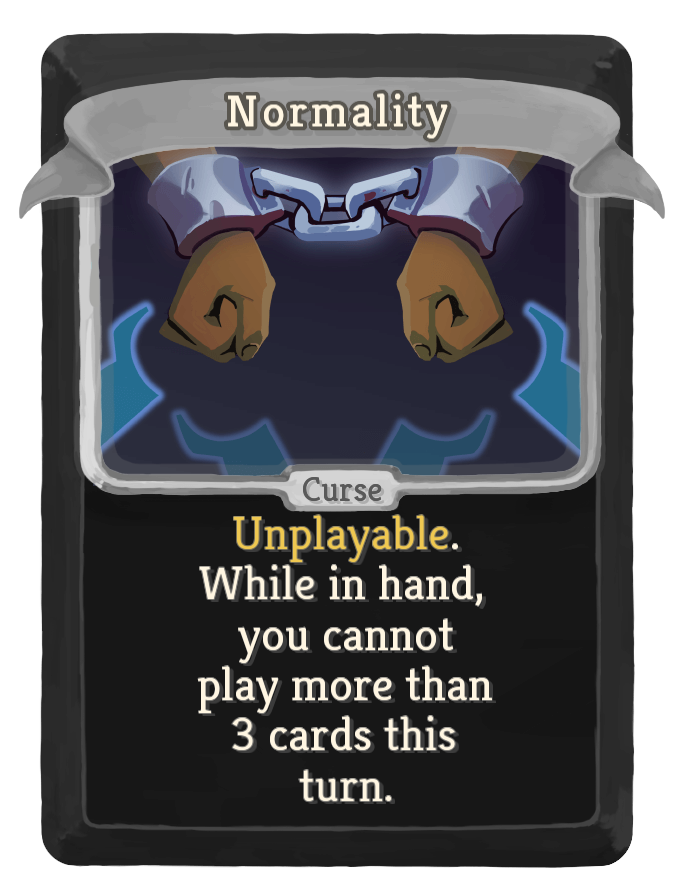 Normality
Curse
Unplayable.
While in hand,
you cannot
play more than
3 cards this
turn.